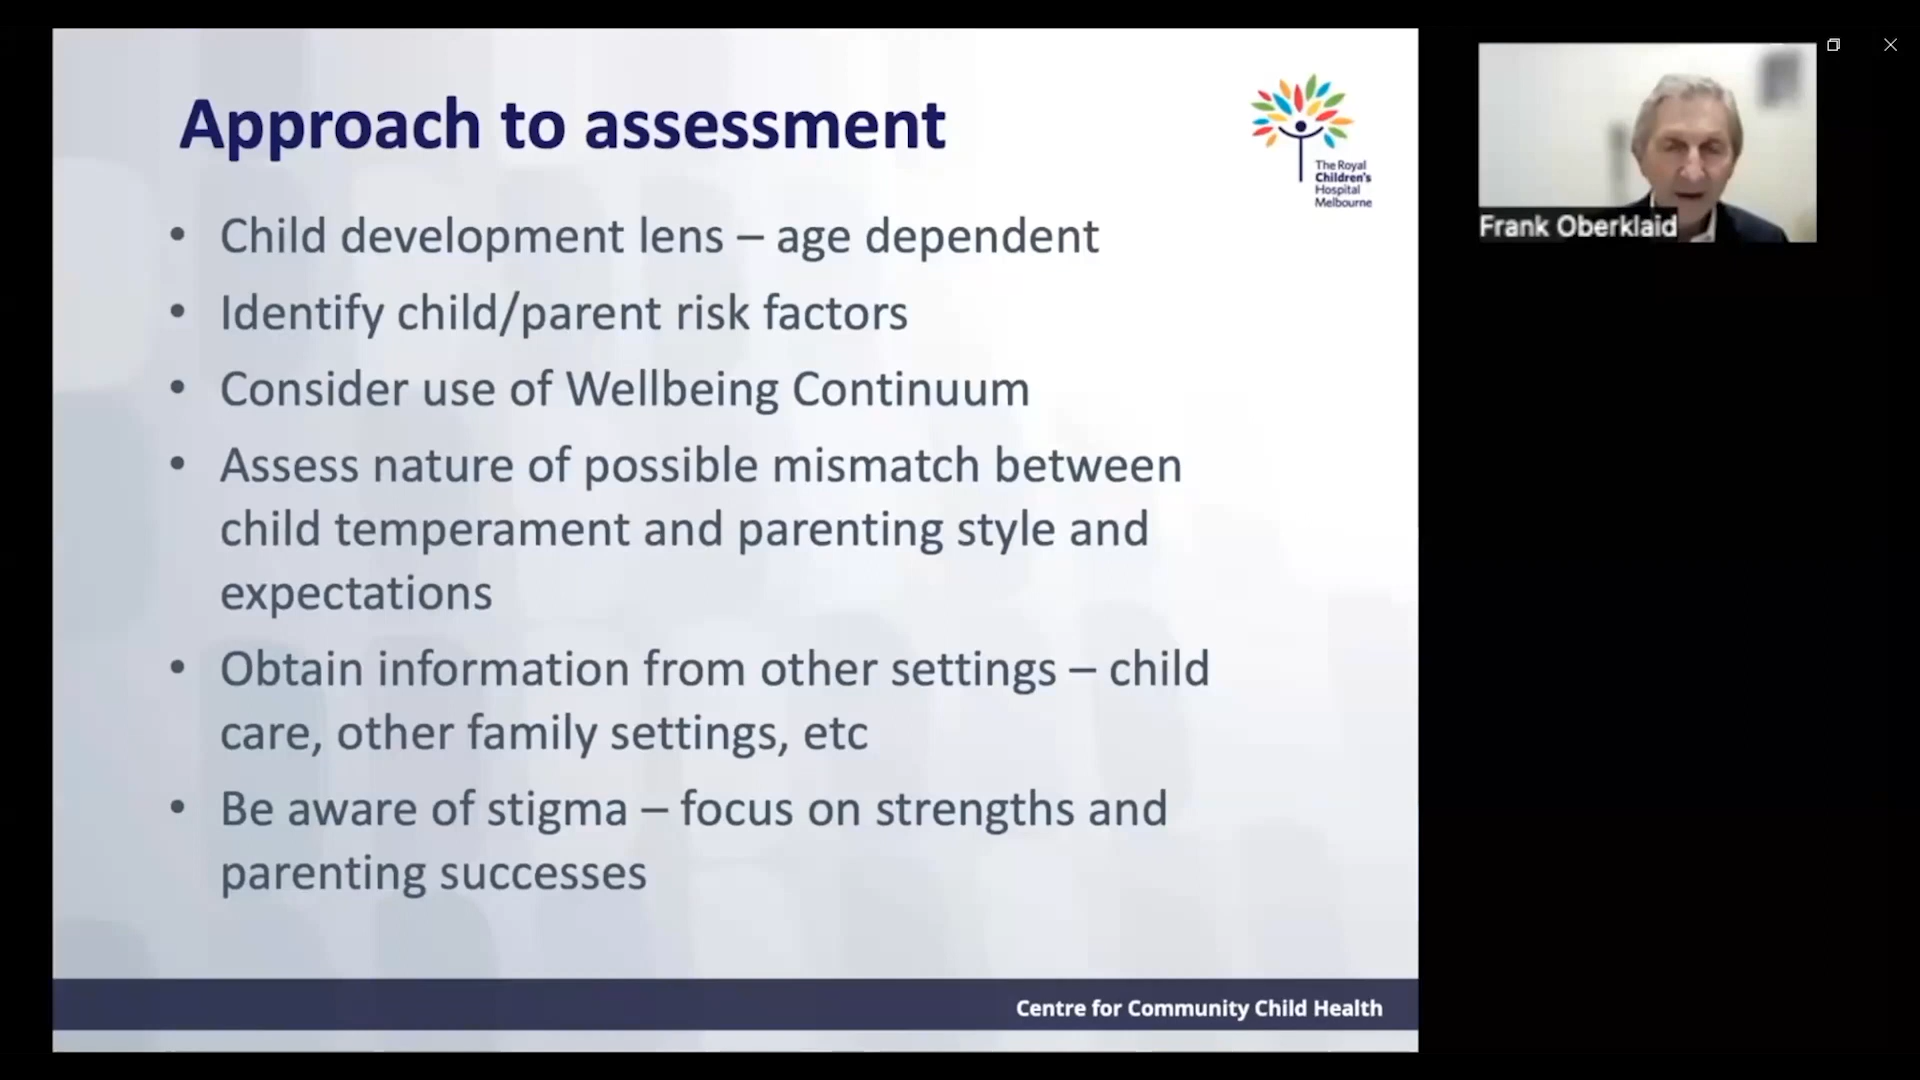 Approach to assessment
The Royal
Children's
Hospital
Melbourne
• Child development lens – age dependent
• Identify child/parent risk factors
• Consider use of Wellbeing Continuum
• Assess nature of possible mismatch between
child temperament and parenting style and
expectations
• Obtain information from other settings – child
care, other family settings, etc
• Be aware of stigma – focus on strengths and
parenting successes
Centre for Community Child Health
Frank Oberklaid